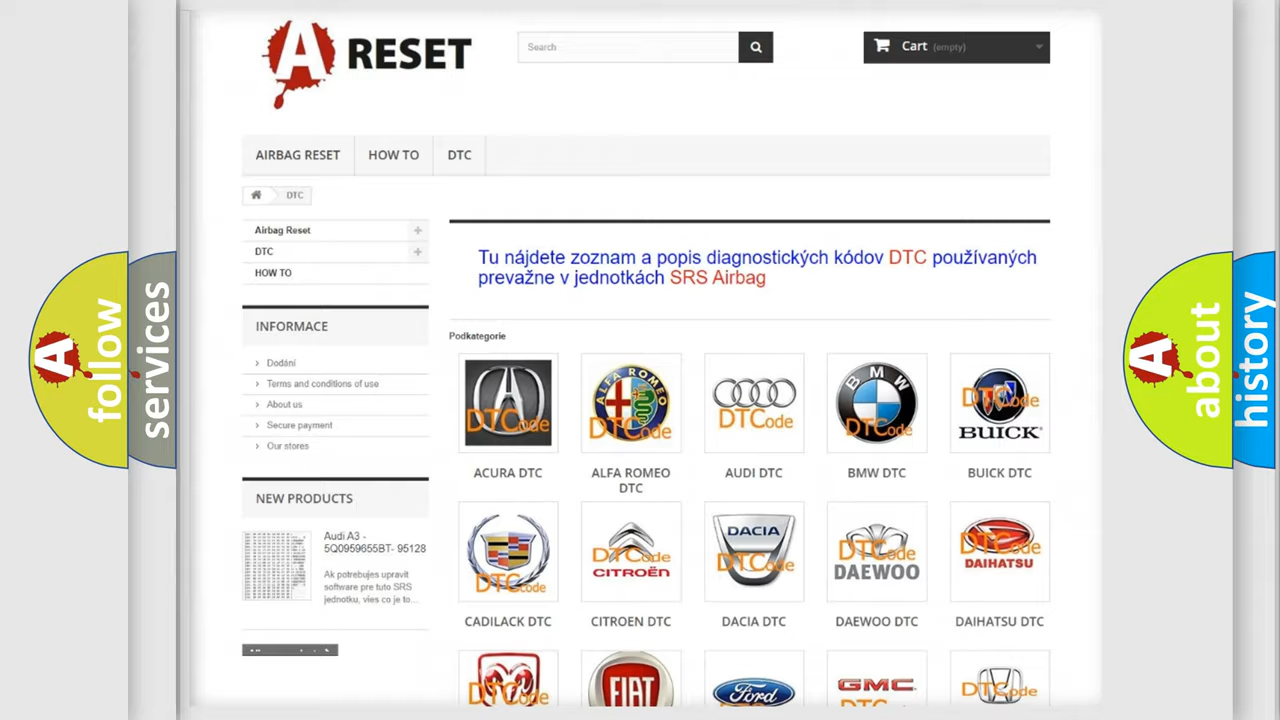 A RESET
Search
Cart (empty)
AIRBAG RESET
HOW TO
DTC
DTC
Airbag Reset
DTC
HOW TO
INFORMACE
Dodání
Terms and conditions of use
About us
Secure payment
Our stores
NEW PRODUCTS
Audi A3 -
5Q0959655BT- 95128
Ak potrebujes upravit
software pre tuto SRS
jednotku, vies co je to...
Tu nájdete zoznam a popis diagnostických kódov DTC používaných
prevažne v jednotkách SRS Airbag
Podkategorie
DTCode
ALFA ROMEO
DTCode
DTCode
BMW
DTCode
DTCode
BUICK
ACURA DTC
ALFA ROMEO
DTC
AUDI DTC
BMW DTC
BUICK DTC
DTCode
DTCode
CITROËN
DACIA
DTCode
DTCode
DAEWOO
DTCode
DAIHATSU
CADILACK DTC
CITROEN DTC
DACIA DTC
DAEWOO DTC
DAIHATSU DTC
DTCode
FIAT
Ford
GMC
DTCode
A follow
services
A about
history